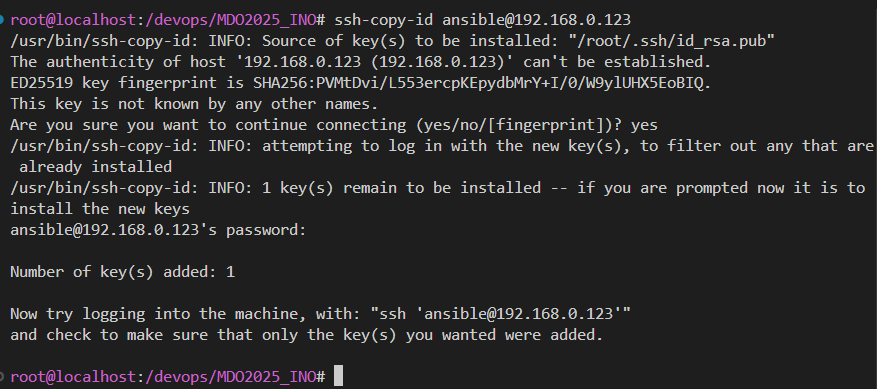 root@localhost:/devops/MDO2025_INO# ssh-copy-id ansible@192.168.0.123
/usr/bin/ssh-copy-id: INFO: Source of key(s) to be installed: "/root/.ssh/id_rsa.pub"
The authenticity of host '192.168.0.123 (192.168.0.123)' can't be established.
ED25519 key fingerprint is SHA256:PVMtDvi/L553ercpKEpydbMrY+I/0/W9ylUHX5EoBIQ.
This key is not known by any other names.
Are you sure you want to continue connecting (yes/no/[fingerprint])? yes
/usr/bin/ssh-copy-id: INFO: attempting to log in with the new key(s), to filter out any that are
 already installed
/usr/bin/ssh-copy-id: INFO: 1 key(s) remain to be installed -- if you are prompted now it is to
install the new keys
ansible@192.168.0.123's password:

Number of key(s) added: 1

Now try logging into the machine, with: "ssh 'ansible@192.168.0.123'"
and check to make sure that only the key(s) you wanted were added.

root@localhost:/devops/MDO2025_INO#